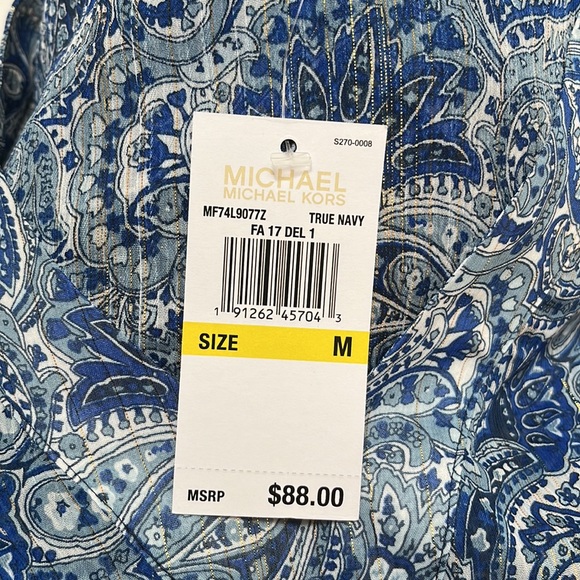 S270-0008
MICHAEL
MICHAEL KORS
MF74L9077Z TRUE NAVY
FA 17 DEL 1
1 91262 45704 3
SIZE M
MSRP $88.00